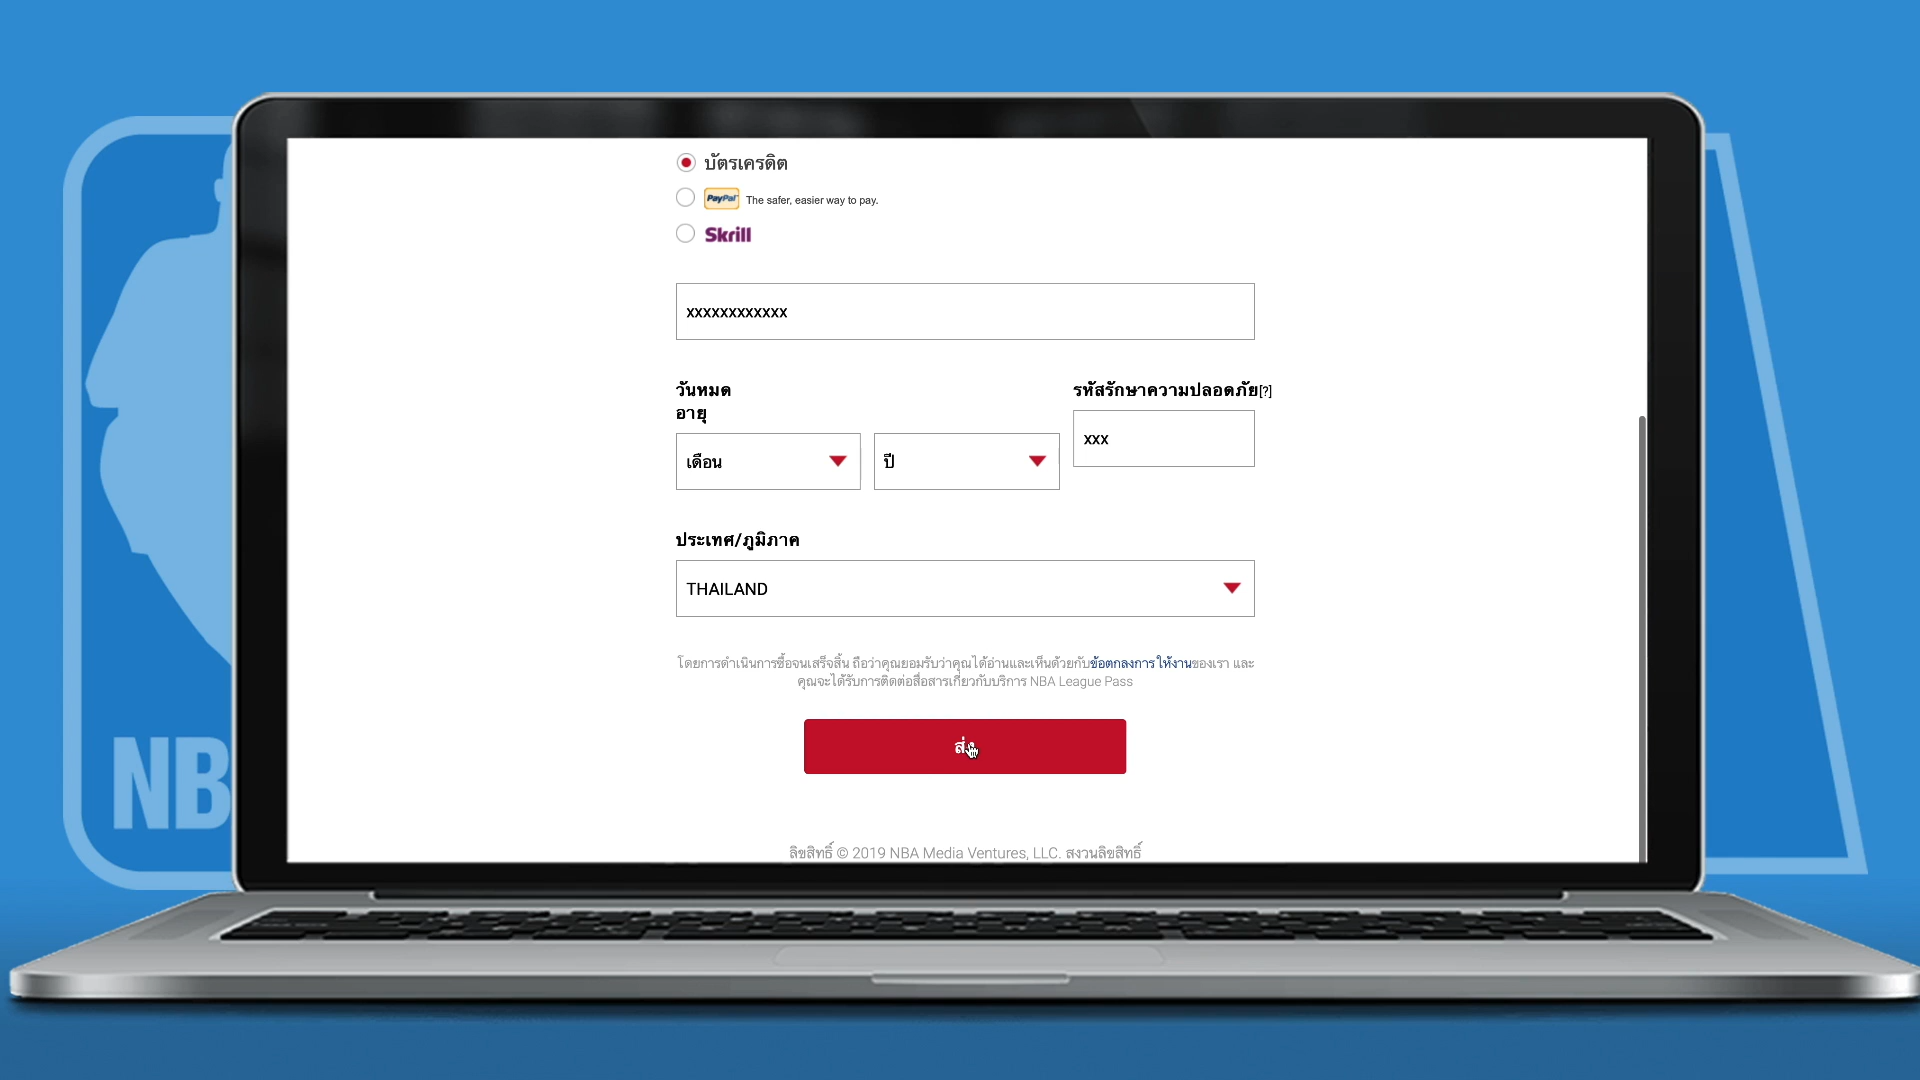 บัตรเครดิต
PayPal The safer, easier way to pay.
Skrill
xxxxxxxxxxxx
วันหมด
อายุ
รหัสรักษาความปลอดภัย[?]
เดือน
ปี
xxx
ประเทศ/ภูมิภาค
THAILAND
โดยการดำเนินการซื้อจนเสร็จสิ้น ถือว่าคุณยอมรับว่าคุณได้อ่านและเห็นด้วยกับข้อตกลงการใช้งานของเรา และ
คุณจะได้รับการติดต่อสื่อสารเกี่ยวกับบริการ NBA League Pass
ส่ง
ลิขสิทธิ์ © 2019 NBA Media Ventures, LLC. สงวนลิขสิทธิ์
NB